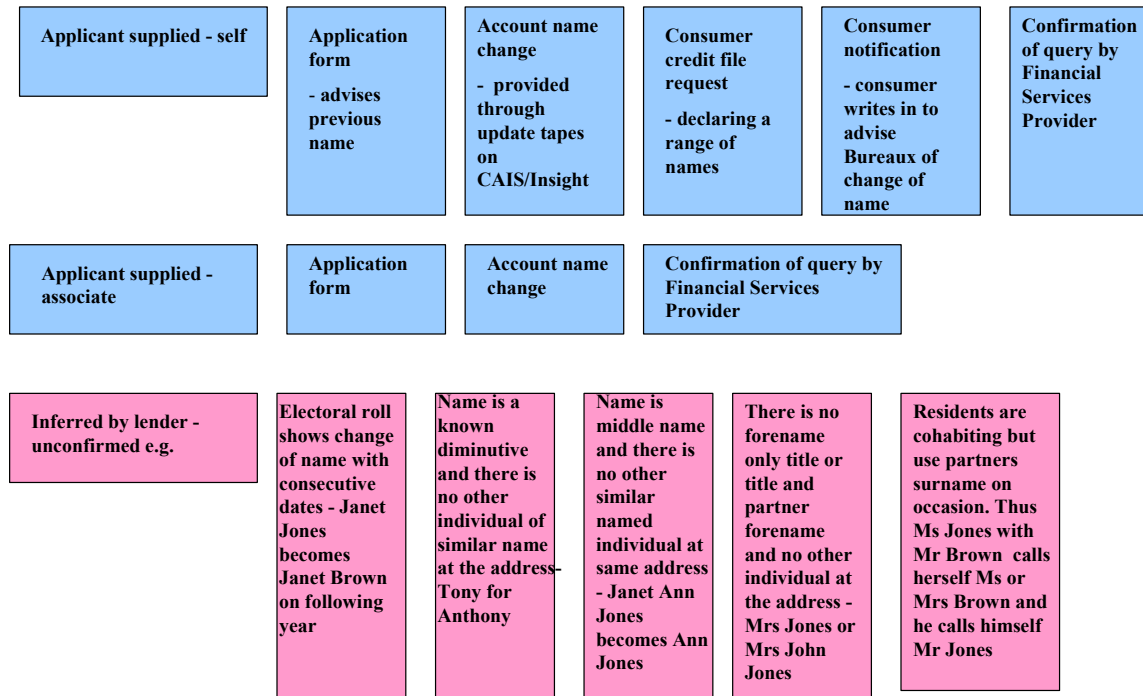 Applicant supplied - self
Application
form
- advises
previous
name
Account name
change
-  provided
through
update tapes
on
CAIS/Insight
Consumer
credit file
request
- declaring a
range of
names
Consumer
notification
- consumer
writes in to
advise
Bureaux of
change of
name
Confirmation
of query by
Financial
Services
Provider
Applicant supplied -
associate
Application
form
Account name
change
Confirmation of query by
Financial Services
Provider
Inferred by lender -
unconfirmed e.g.
Electoral roll
shows change
of name with
consecutive
dates - Janet
Jones
becomes
Janet Brown
on following
year
Name is a
known
diminutive
and there is
no other
individual of
similar name
at the address-
Tony for
Anthony
Name is
middle name
and there is
no other
similar
named
individual at
same address
- Janet Ann
Jones
becomes Ann
Jones
There is no
forename
only title or
title and
partner
forename
and no other
individual at
the address -
Mrs Jones or
Mrs John
Jones
Residents are
cohabiting but
use partners
surname on
occasion. Thus
Ms Jones with
Mr Brown  calls
herself Ms or
Mrs Brown and
he calls himself
Mr Jones